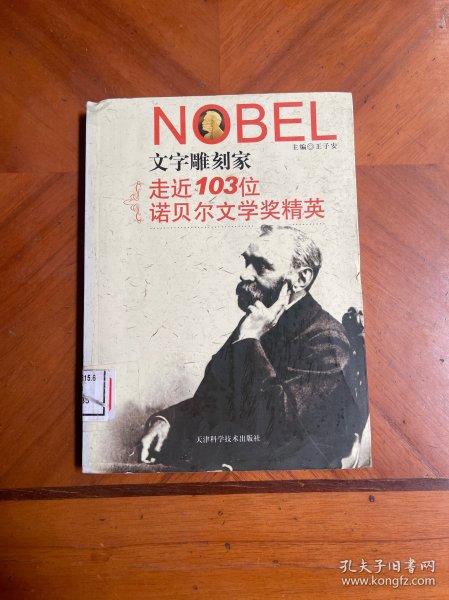 NOBEL
主编◎王子安
文字雕刻家
走近103位
诺贝尔文学奖精英
天津科学技术出版社
孔夫子旧书网
www.kongfz.com